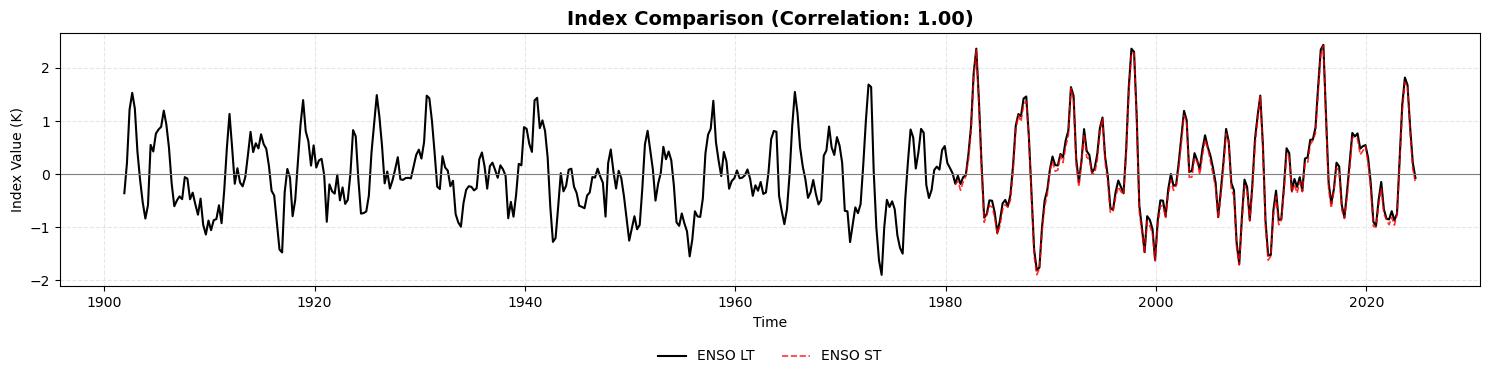 Index Comparison (Correlation: 1.00)
Index Value (K)
2
1
0
−1
−2
1900 1920 1940 1960 1980 2000 2020
Time
ENSO LT ENSO ST